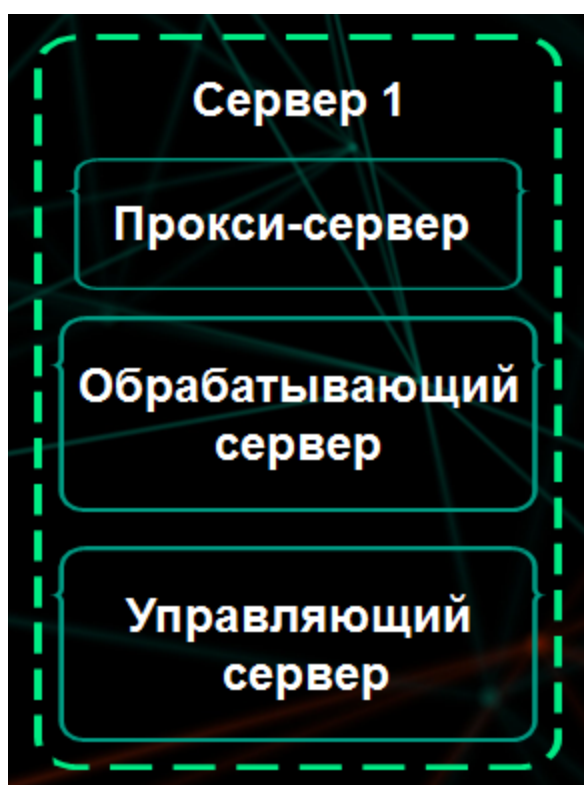 Сервер 1
Прокси-сервер
Обрабатывающий
сервер
Управляющий
сервер